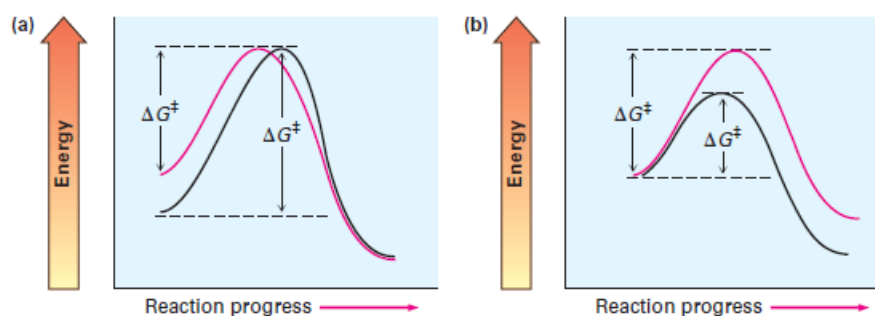 (a)
Energy
ΔG‡
ΔG‡
Reaction progress
(b)
Energy
ΔG‡
ΔG‡
Reaction progress